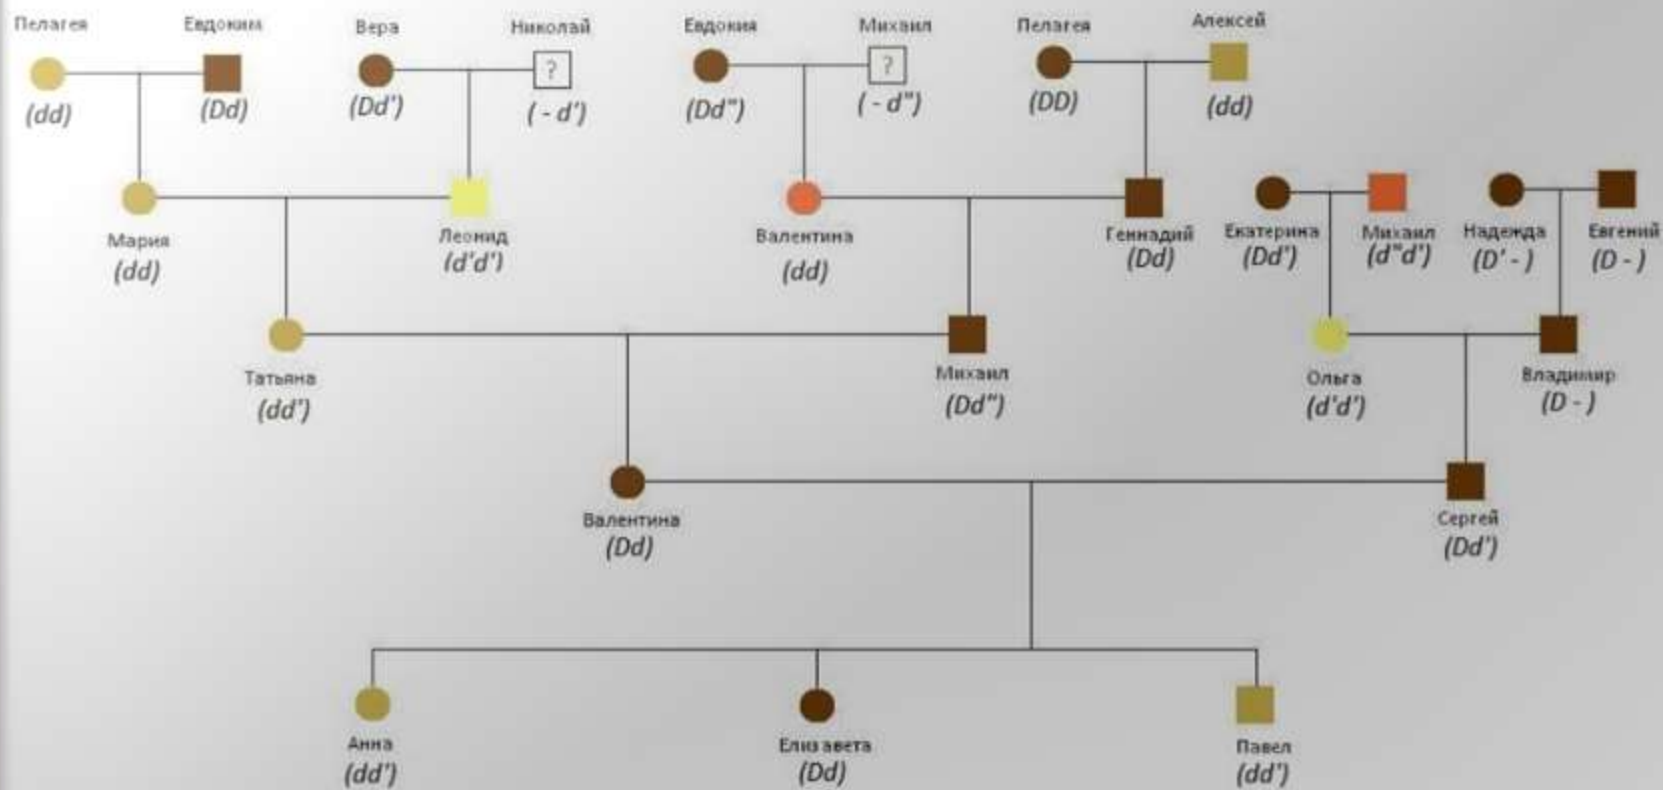 Пелагея Евдоким Вера Николай Евдокия Михаил Пелагея Алексей
? ?
(dd) (Dd) (Dd') ( - d') (Dd") ( - d") (DD) (dd)
Мария Леонид Валентина Геннадий Екатерина Михаил Надежда Евгений
(dd) (d'd') (dd) (Dd) (Dd') (d"d') (D' - ) (D - )
Татьяна Михаил Ольга Владимир
(dd') (Dd") (d'd') (D - )
Валентина Сергей
(Dd) (Dd')
Анна Елизавета Павел
(dd') (Dd) (dd')